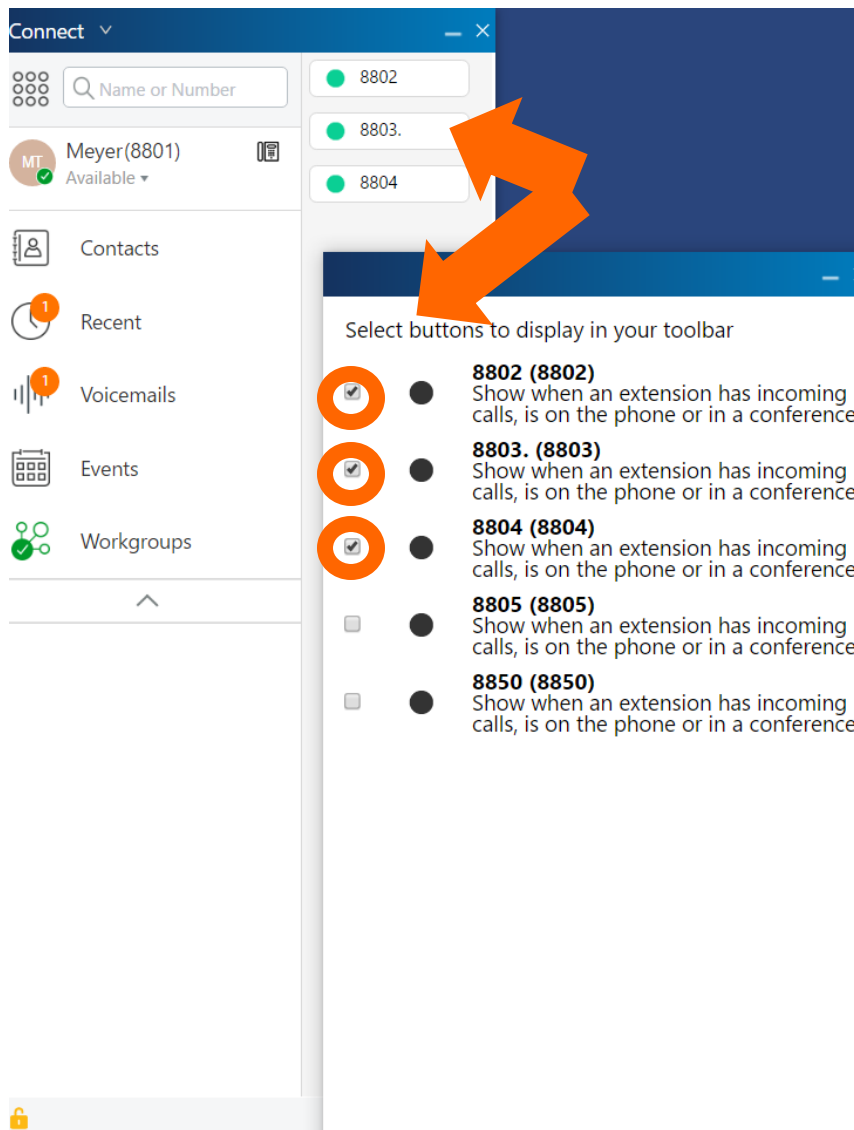 Connect
Name or Number
MT
Meyer(8801)
Available
Contacts
1
Recent
1
Voicemails
Events
Workgroups
8802
8803.
8804
Select buttons to display in your toolbar
8802 (8802)
Show when an extension has incoming
calls, is on the phone or in a conference
8803. (8803)
Show when an extension has incoming
calls, is on the phone or in a conference
8804 (8804)
Show when an extension has incoming
calls, is on the phone or in a conference
8805 (8805)
Show when an extension has incoming
calls, is on the phone or in a conference
8850 (8850)
Show when an extension has incoming
calls, is on the phone or in a conference